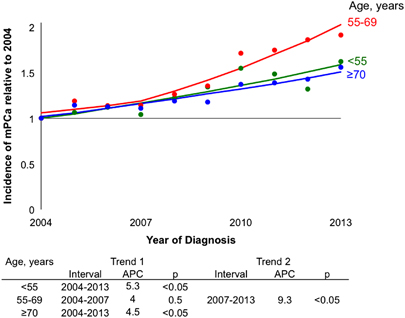 Age, years
55-69
<55
≥70
Incidence of mPCa relative to 2004
2
1.5
1
0.5
0
2004 2007 2010 2013
Year of Diagnosis
Age, years Trend 1 Trend 2
Interval APC p Interval APC p
<55 2004-2013 5.3 <0.05
55-69 2004-2007 4 0.5 2007-2013 9.3 <0.05
≥70 2004-2013 4.5 <0.05